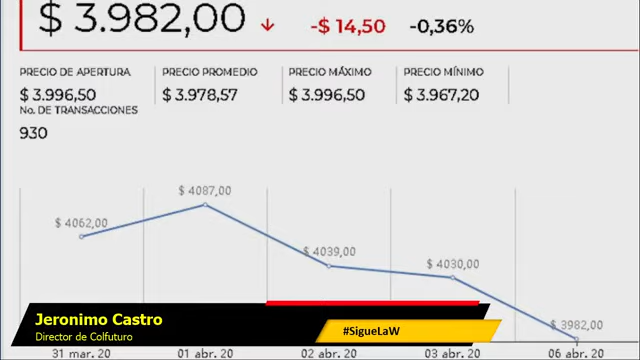 $ 3.982,00 ↓ -$ 14,50 -0,36%
PRECIO DE APERTURA PRECIO PROMEDIO PRECIO MÁXIMO PRECIO MÍNIMO
$ 3.996,50 $ 3.978,57 $ 3.996,50 $ 3.967,20
No. DE TRANSACCIONES
930
$ 4087,00
$ 4062,00
$ 4039,00
$ 4030,00
$ 3982,00
Jeronimo Castro
#SigueLaW
Director de Colfuturo
31 mar. 20 01 abr. 20 02 abr. 20 03 abr. 20 06 abr. 20